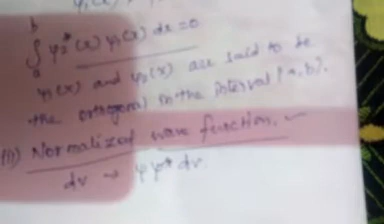 ψ₁(x)
b
∫ ψ₂*(x) ψ₁(x) dx = 0
a
ψ₁(x) and ψ₂(x) are said to be
the orthogonal in the interval [a, b].
(ii) Normalized wave function.
dv → ψψ* dv.